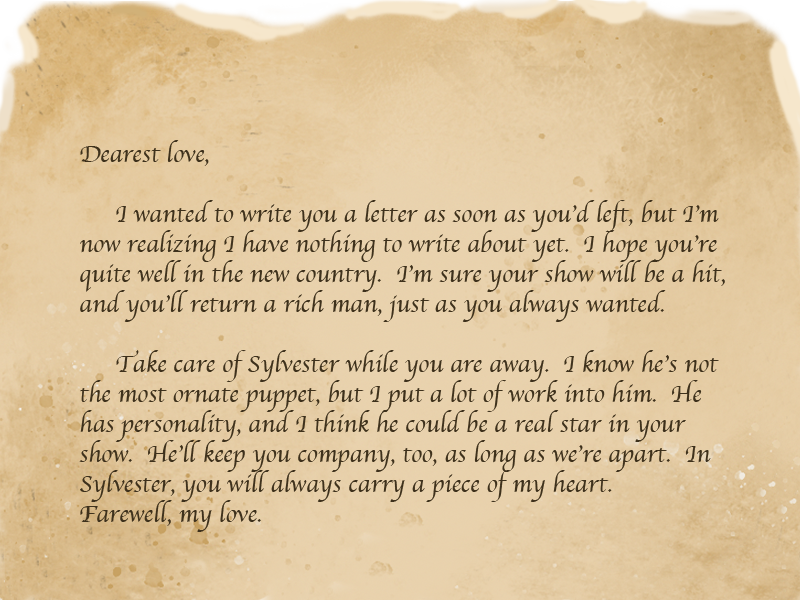 Dearest love,
I wanted to write you a letter as soon as you'd left, but I'm
now realizing I have nothing to write about yet.  I hope you're
quite well in the new country.  I'm sure your show will be a hit,
and you'll return a rich man, just as you always wanted.
Take care of Sylvester while you are away.  I know he's not
the most ornate puppet, but I put a lot of work into him.  He
has personality, and I think he could be a real star in your
show.  He'll keep you company, too, as long as we're apart.  In
Sylvester, you will always carry a piece of my heart.
Farewell, my love.